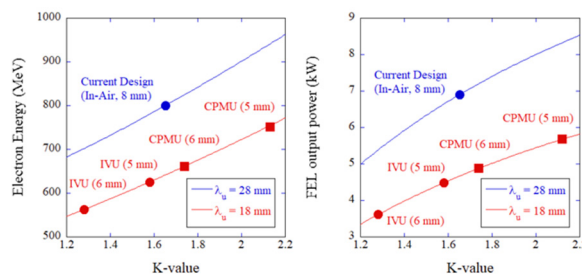 1000
900
800
700
600
500
Electron Energy (MeV)
Current Design
(In-Air, 8 mm)
CPMU (5 mm)
CPMU (6 mm)
IVU (5 mm)
IVU (6 mm)
λu = 28 mm
λu = 18 mm
1.2 1.4 1.6 1.8 2 2.2
K-value
9
8
7
6
5
4
3
FEL output power (kW)
Current Design
(In-Air, 8 mm)
CPMU (5 mm)
CPMU (6 mm)
IVU (5 mm)
IVU (6 mm)
λu = 28 mm
λu = 18 mm
1.2 1.4 1.6 1.8 2 2.2
K-value